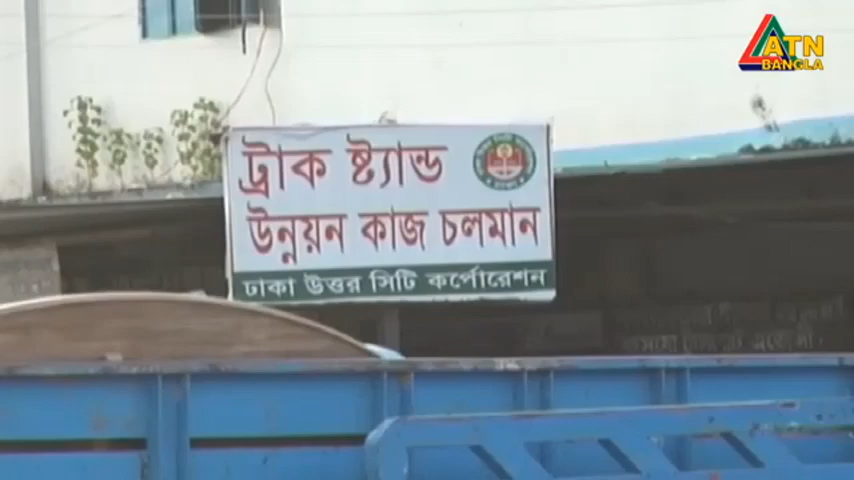 ATN
BANGLA
ট্রাক ষ্ট্যান্ড
উন্নয়ন কাজ চলমান
ঢাকা উত্তর সিটি কর্পোরেশন